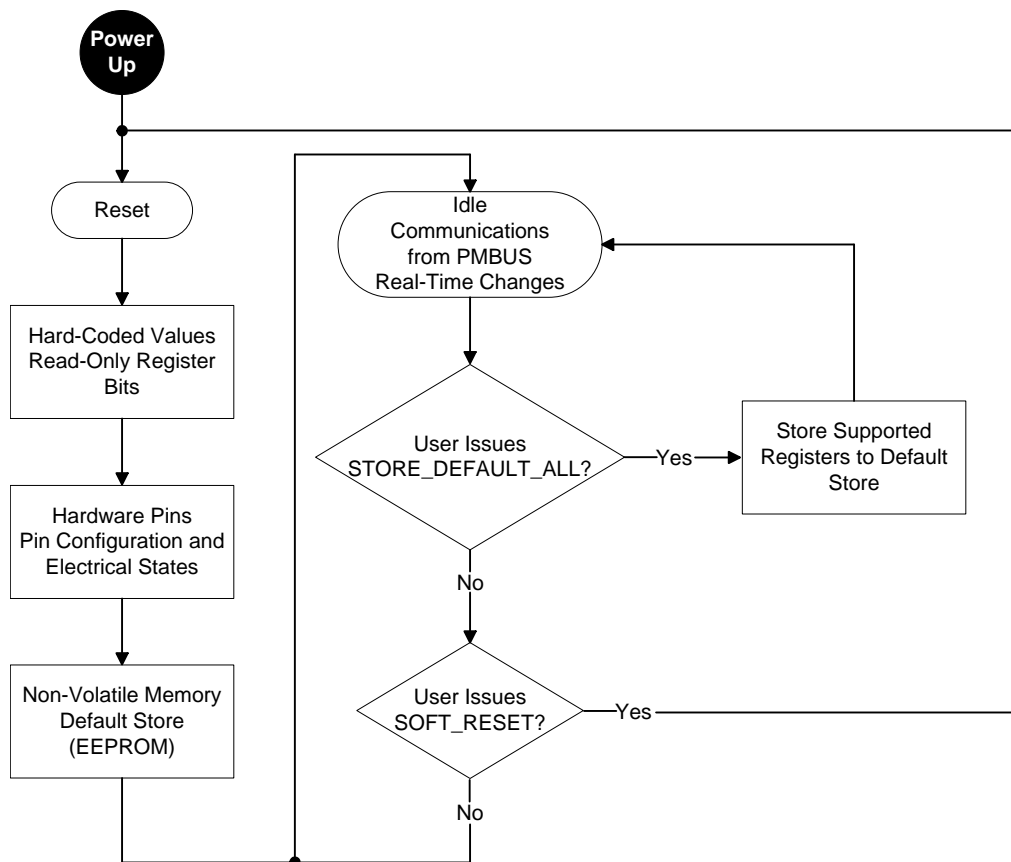 Power
Up
Reset
Hard-Coded Values
Read-Only Register
Bits
Hardware Pins
Pin Configuration and
Electrical States
Non-Volatile Memory
Default Store
(EEPROM)
Idle
Communications
from PMBUS
Real-Time Changes
User Issues
STORE_DEFAULT_ALL?
Yes
Store Supported
Registers to Default
Store
No
User Issues
SOFT_RESET?
Yes
No